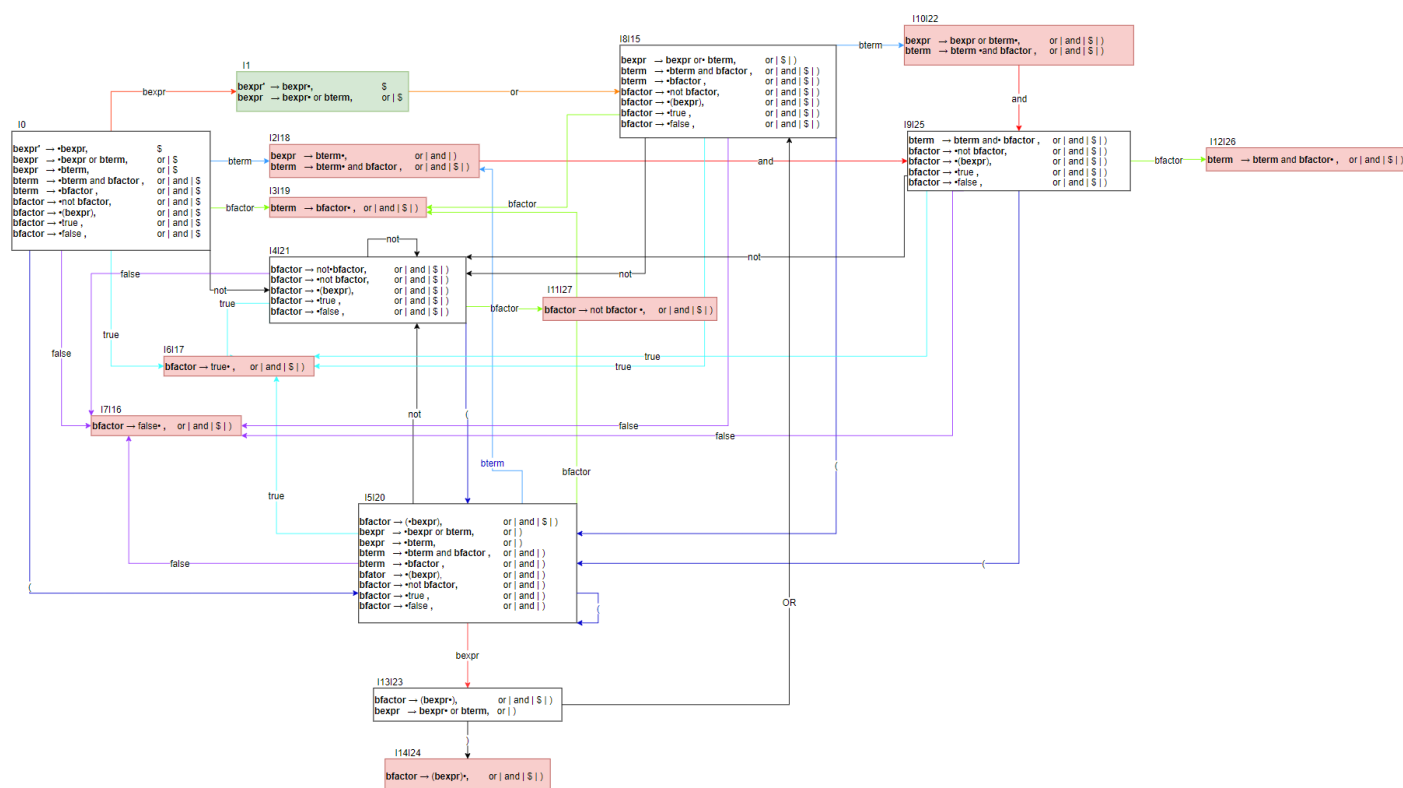 I10I22
bexpr → bexpr or bterm•, or | and | $ | )
bterm → bterm •and bfactor , or | and | $ | )
I8I15
bexpr → bexpr or• bterm, or | $ | )
bterm → •bterm and bfactor , or | and | $ | )
bterm → •bfactor , or | and | $ | )
bfactor → •not bfactor, or | and | $ | )
bfactor → •(bexpr), or | and | $ | )
bfactor → •true , or | and | $ | )
bfactor → •false , or | and | $ | )
bterm
I1
bexpr' → bexpr•, $
bexpr → bexpr• or bterm, or | $
bexpr
or
and
I0
bexpr' → •bexpr, $
bexpr → •bexpr or bterm, or | $
bexpr → •bterm, or | $
bterm → •bterm and bfactor , or | and | $
bterm → •bfactor , or | and | $
bfactor → •not bfactor, or | and | $
bfactor → •(bexpr), or | and | $
bfactor → •true , or | and | $
bfactor → •false , or | and | $
bterm
I2I18
bexpr → bterm•, or | and | )
bterm → bterm• and bfactor , or | and | $ | )
and
I9I25
bterm → bterm and• bfactor , or | and | $ | )
bfactor → •not bfactor, or | and | $ | )
bfactor → •(bexpr), or | and | $ | )
bfactor → •true , or | and | $ | )
bfactor → •false , or | and | $ | )
bfactor
I12I26
bterm → bterm and bfactor• , or | and | $ | )
I3I19
bterm → bfactor• , or | and | $ | )
bfactor
bfactor
not
I4I21
bfactor → not•bfactor, or | and | $ | )
bfactor → •not bfactor, or | and | $ | )
bfactor → •(bexpr), or | and | $ | )
bfactor → •true , or | and | $ | )
bfactor → •false , or | and | $ | )
not
false
not
not
true
bfactor
I11I27
bfactor → not bfactor •, or | and | $ | )
true
I6I17
bfactor → true• , or | and | $ | )
false
true
true
I7I16
bfactor → false• , or | and | $ | )
not
(
false
false
bterm
bfactor
(
true
I5I20
bfactor → (•bexpr), or | and | $ | )
bexpr → •bexpr or bterm, or | )
bexpr → •bterm, or | )
bterm → •bterm and bfactor , or | and | )
bterm → •bfactor , or | and | )
bfator → •(bexpr), or | and | )
bfactor → •not bfactor, or | and | )
bfactor → •true , or | and | )
bfactor → •false , or | and | )
false
(
(
(
OR
bexpr
I13I23
bfactor → (bexpr•), or | and | $ | )
bexpr → bexpr• or bterm, or | )
)
I14I24
bfactor → (bexpr)•, or | and | $ | )